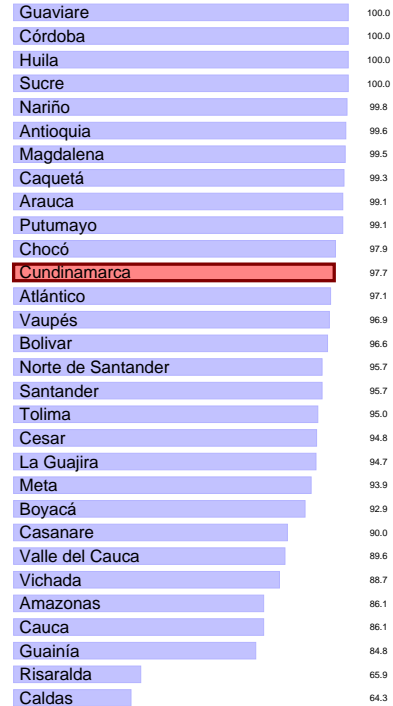 Guaviare 100.0
Córdoba 100.0
Huila 100.0
Sucre 100.0
Nariño 99.8
Antioquia 99.6
Magdalena 99.5
Caquetá 99.3
Arauca 99.1
Putumayo 99.1
Chocó 97.9
Cundinamarca 97.7
Atlántico 97.1
Vaupés 96.9
Bolivar 96.6
Norte de Santander 95.7
Santander 95.7
Tolima 95.0
Cesar 94.8
La Guajira 94.7
Meta 93.9
Boyacá 92.9
Casanare 90.0
Valle del Cauca 89.6
Vichada 88.7
Amazonas 86.1
Cauca 86.1
Guainía 84.8
Risaralda 65.9
Caldas 64.3